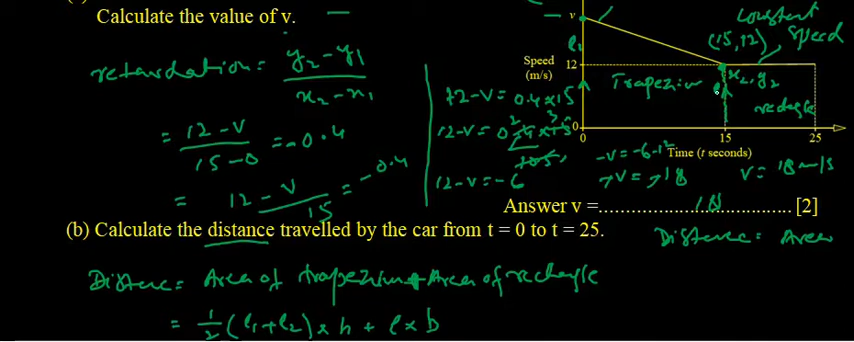 Calculate the value of v.
retardation = y2 - y1 / x2 - x1
= 12 - v / 15 - 0 = - 0.4
= 12 - v / 15 = - 0.4
12 - v = 0.4 x 15
12 - v = - 6
-v = -6 - 12
v = 18 m/s
v
l1
Speed
(m/s)
12
0
Constant
Speed
(15, 12)
x2, y2
Trapezium
rectangle
0 15 25
Time (t seconds)
Answer v =.......18....... [2]
(b) Calculate the distance travelled by the car from t = 0 to t = 25.
Distance = Area
Distance = Area of trapezium + Area of rectangle
= 1/2 (l1 + l2) x h + l x b